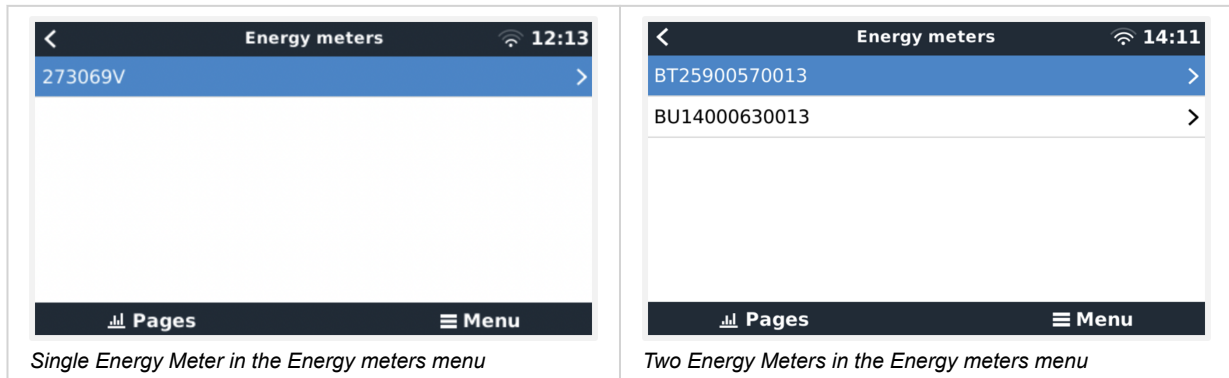 Energy meters 12:13
273069V
Pages Menu
Single Energy Meter in the Energy meters menu
Energy meters 14:11
BT25900570013
BU14000630013
Pages Menu
Two Energy Meters in the Energy meters menu